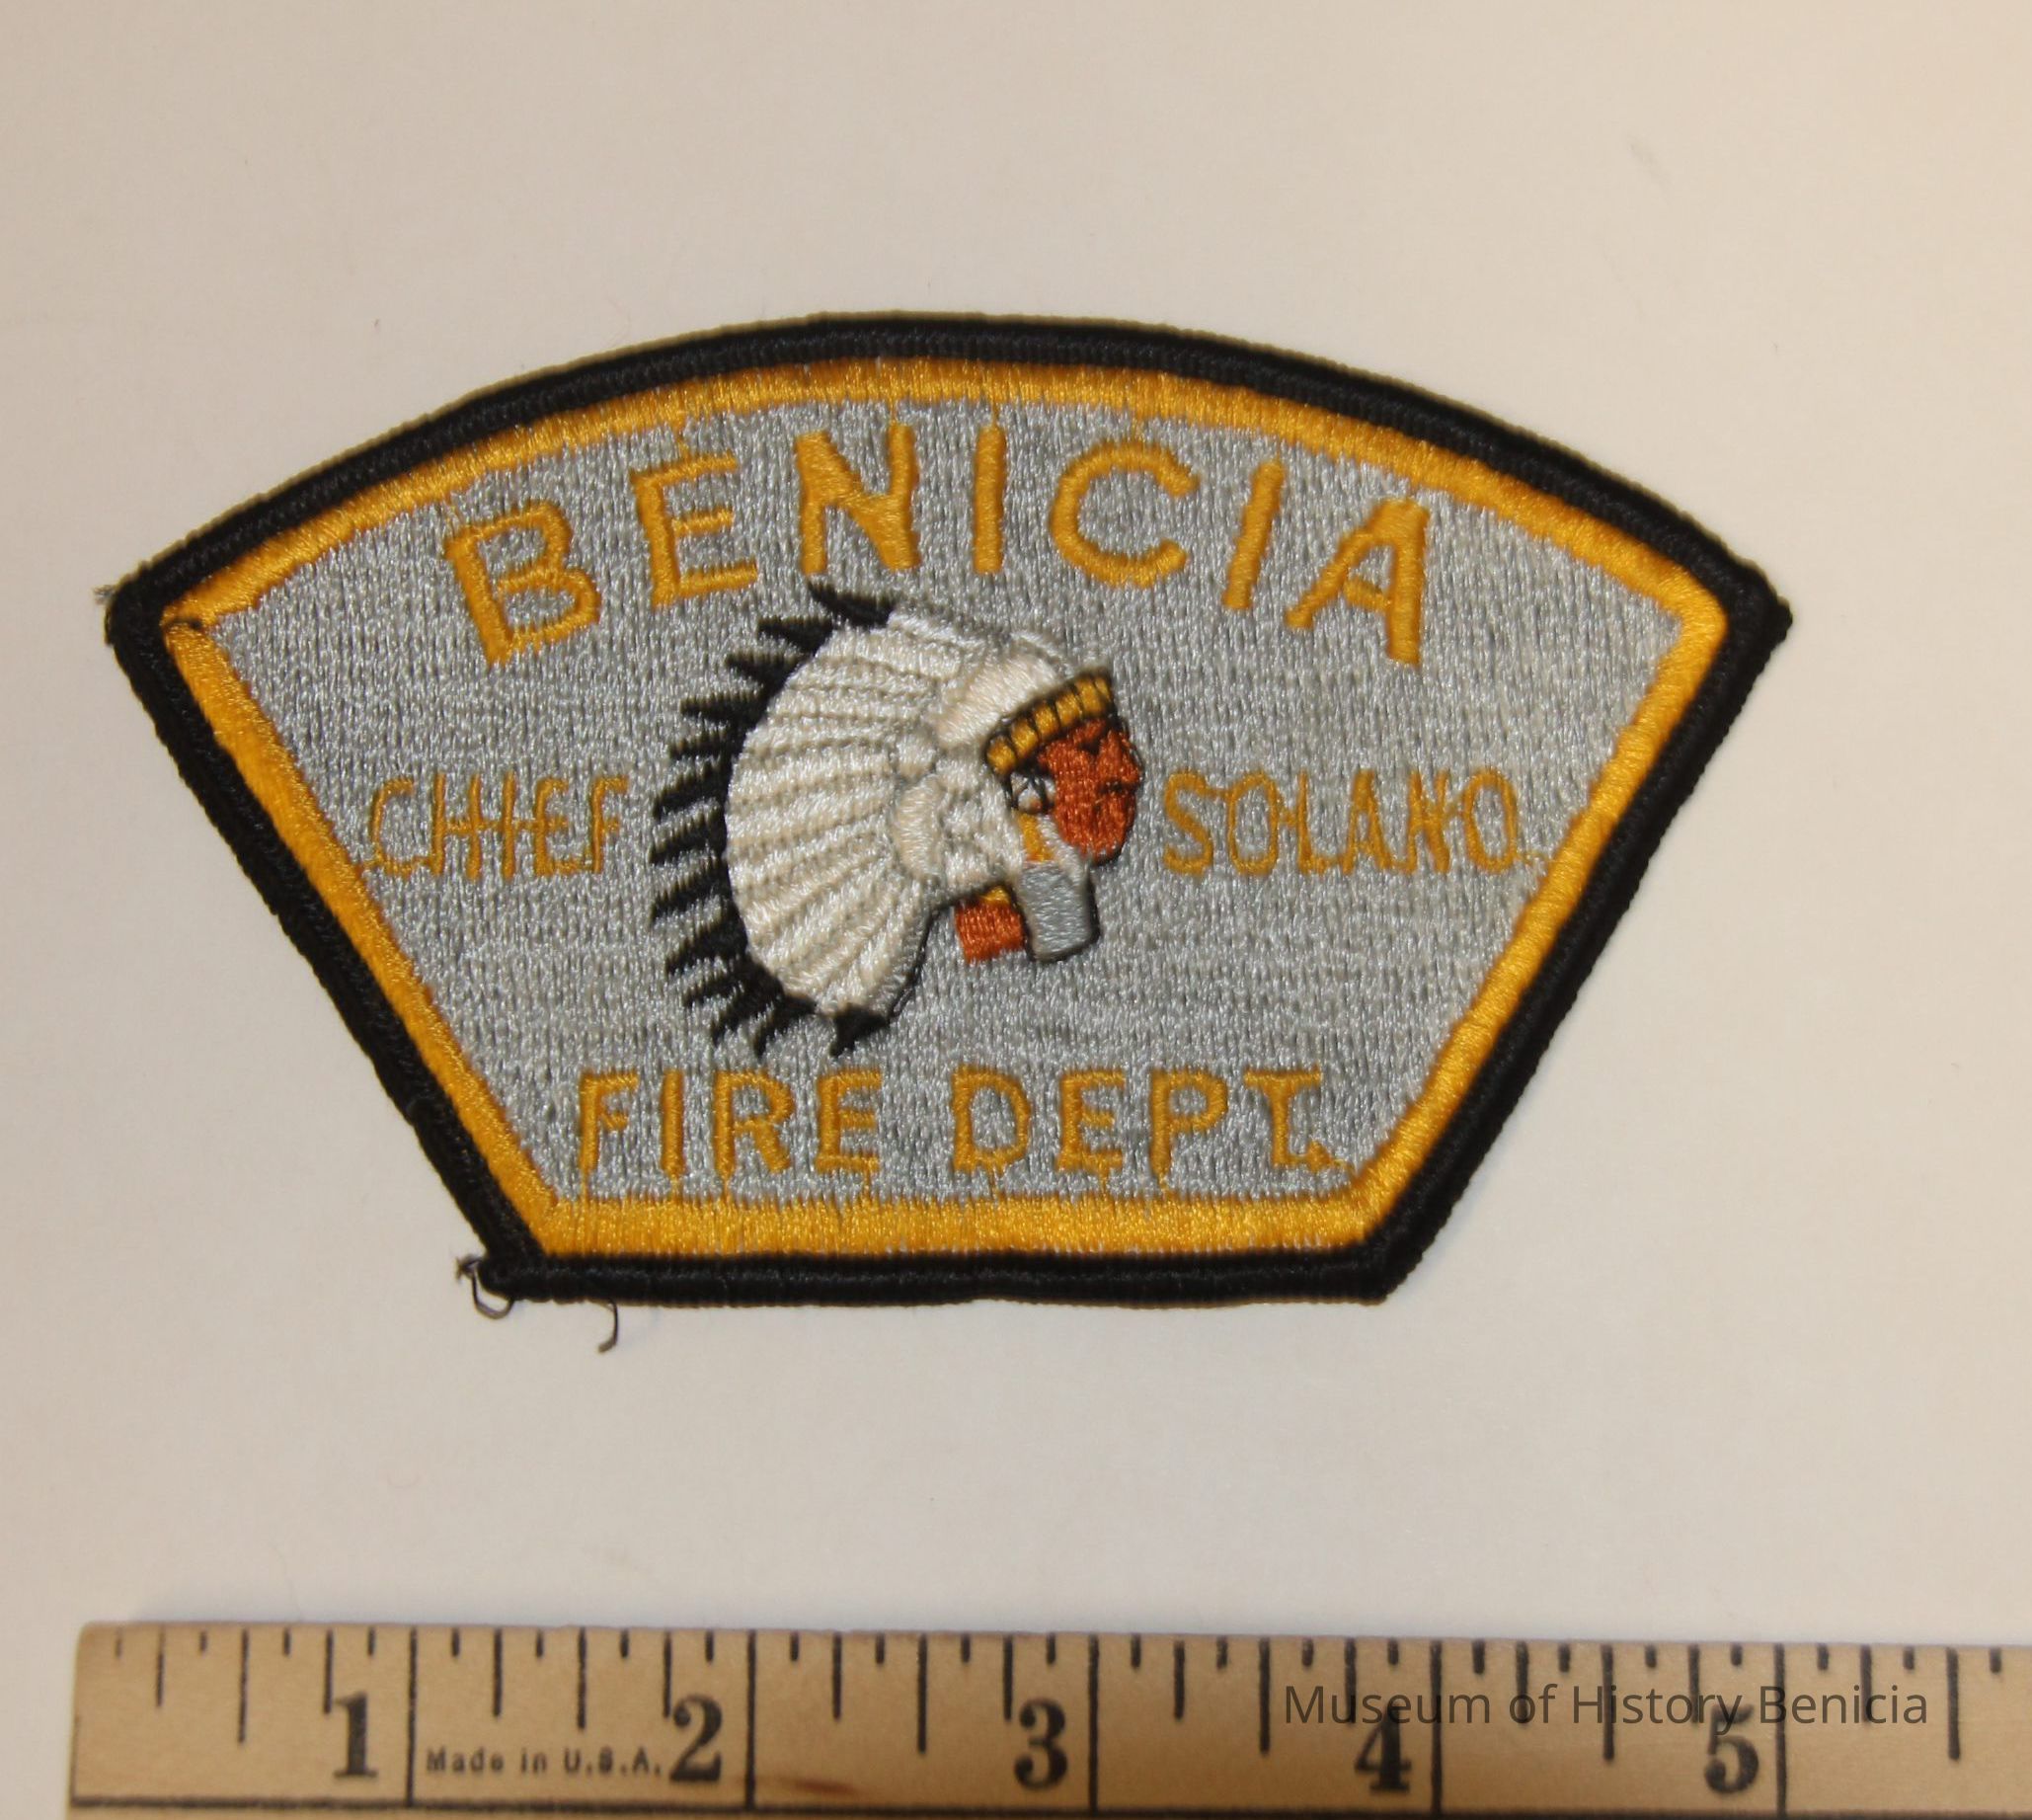 BENICIA
CHIEF SOLANO
FIRE DEPT.
1 2 3 4 5
Made in U.S.A.
Museum of History Benicia